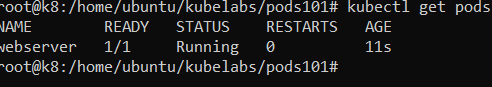 root@k8:/home/ubuntu/kubelabs/pods101# kubectl get pods
NAME READY STATUS RESTARTS AGE
webserver 1/1 Running 0 11s
root@k8:/home/ubuntu/kubelabs/pods101#